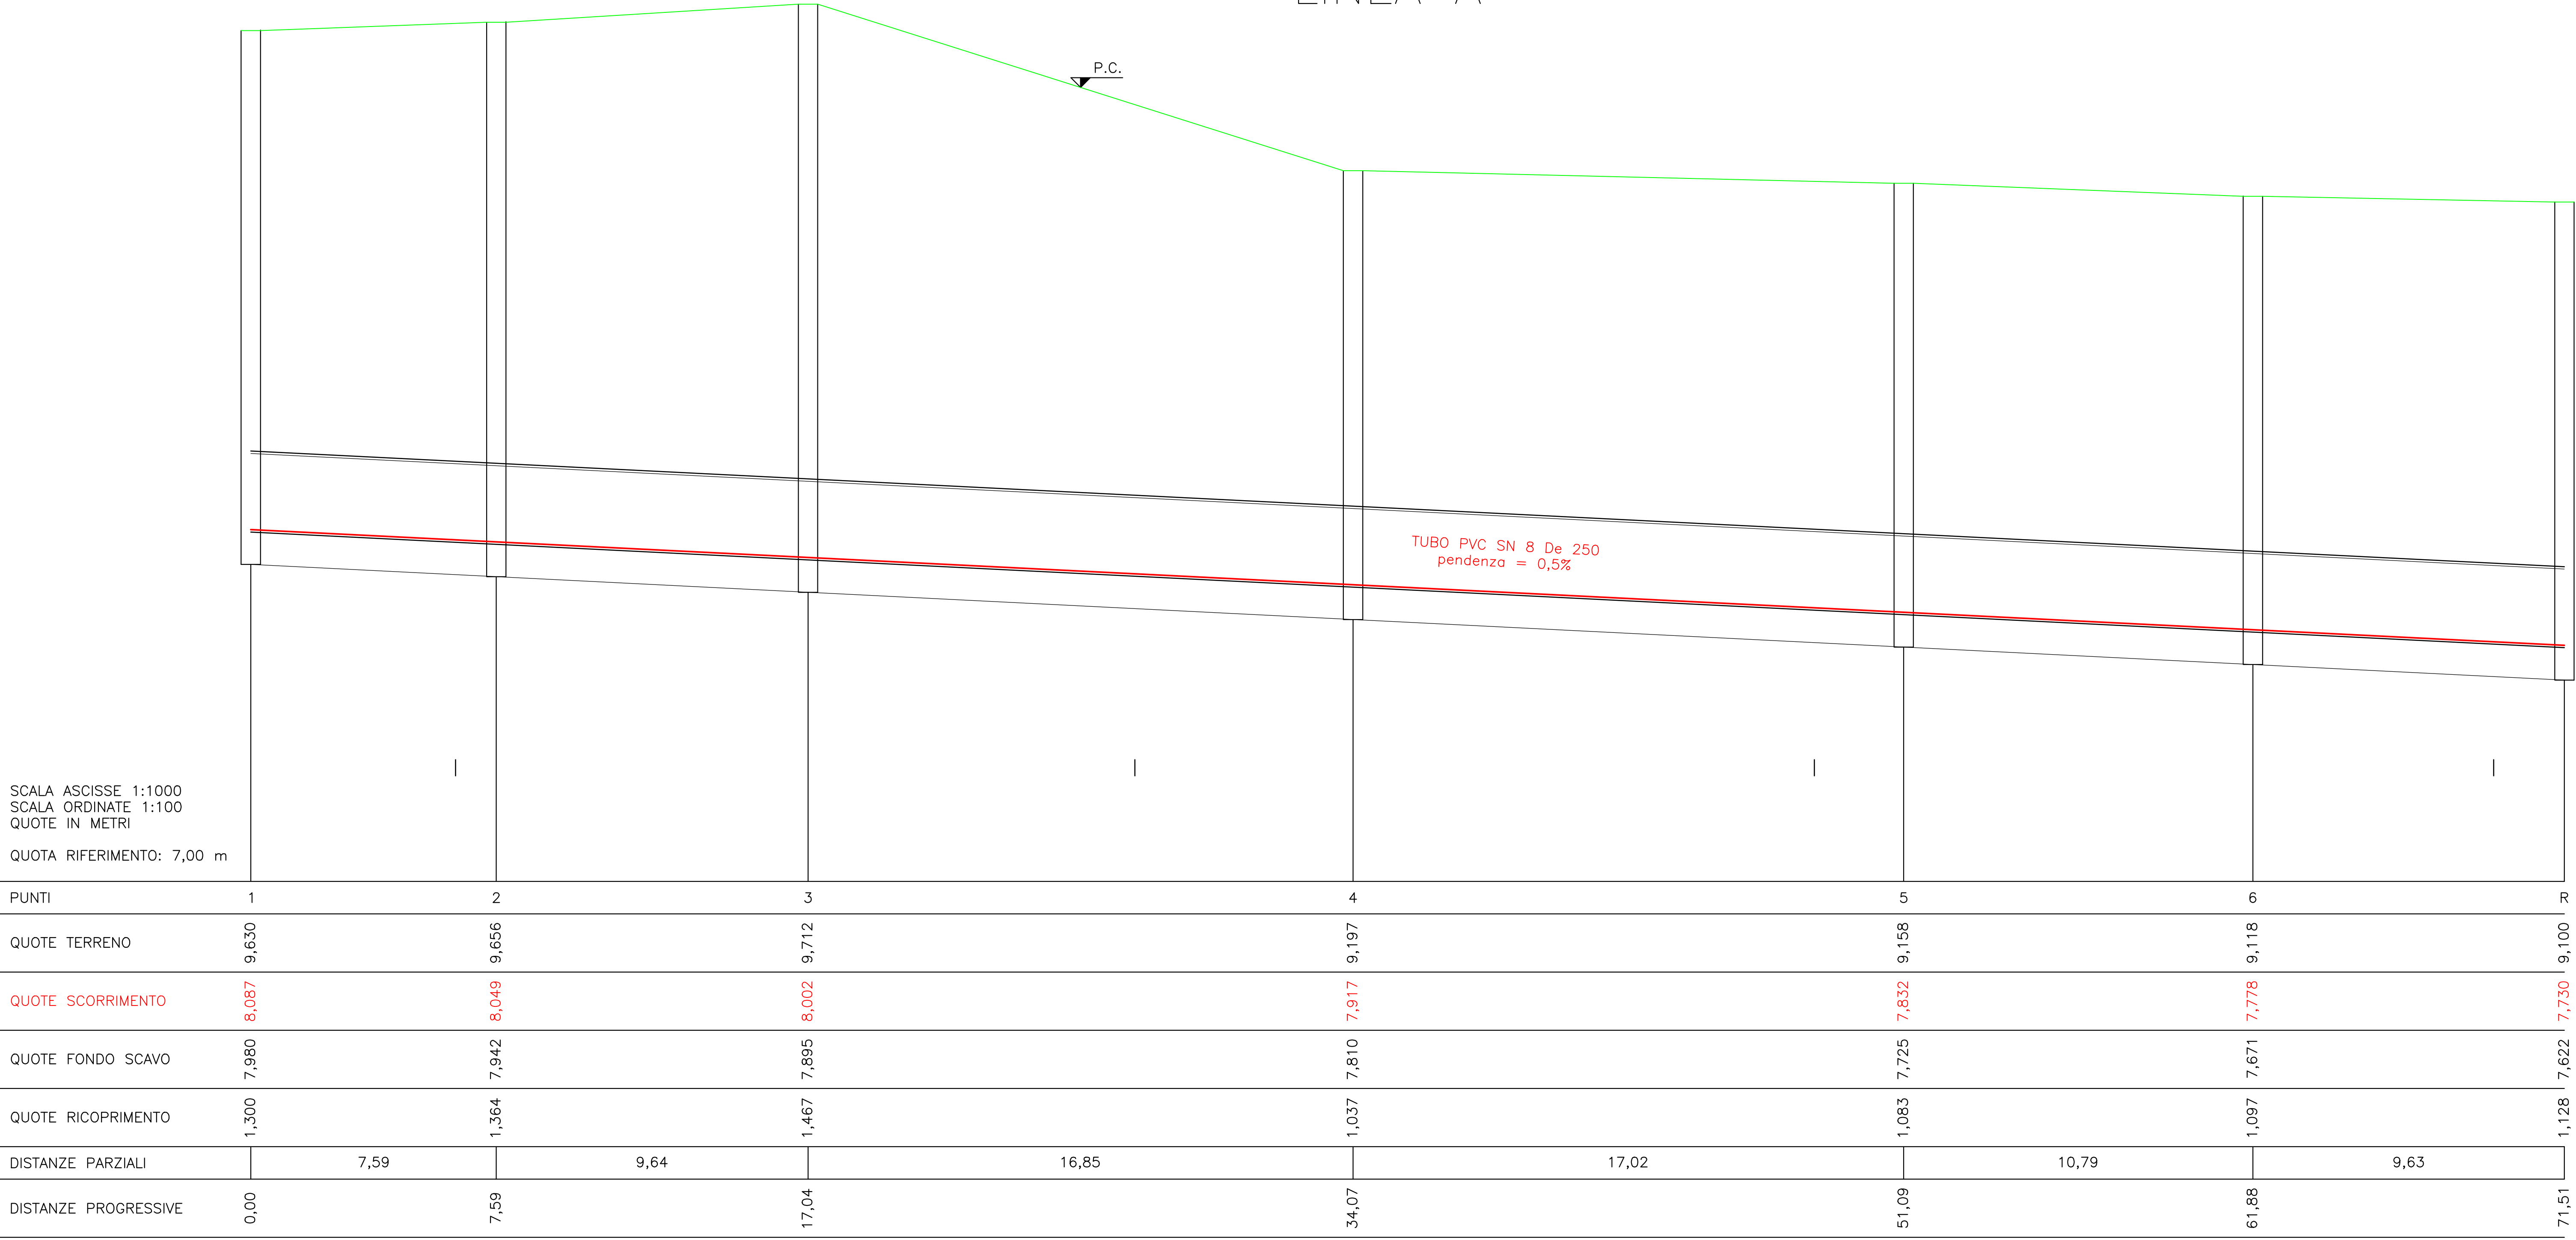 P.C.
TUBO PVC SN 8 De 250
pendenza = 0,5%
SCALA ASCISSE 1:1000
SCALA ORDINATE 1:100
QUOTE IN METRI
QUOTA RIFERIMENTO: 7,00 m
PUNTI 1 2 3 4 5 6 R
QUOTE TERRENO 9,630 9,656 9,712 9,197 9,158 9,118 9,100
QUOTE SCORRIMENTO 8,087 8,049 8,002 7,917 7,832 7,778 7,730
QUOTE FONDO SCAVO 7,980 7,942 7,895 7,810 7,725 7,671 7,622
QUOTE RICOPRIMENTO 1,300 1,364 1,467 1,037 1,083 1,097 1,128
DISTANZE PARZIALI 7,59 9,64 16,85 17,02 10,79 9,63
DISTANZE PROGRESSIVE 0,00 7,59 17,04 34,07 51,09 61,88 71,51